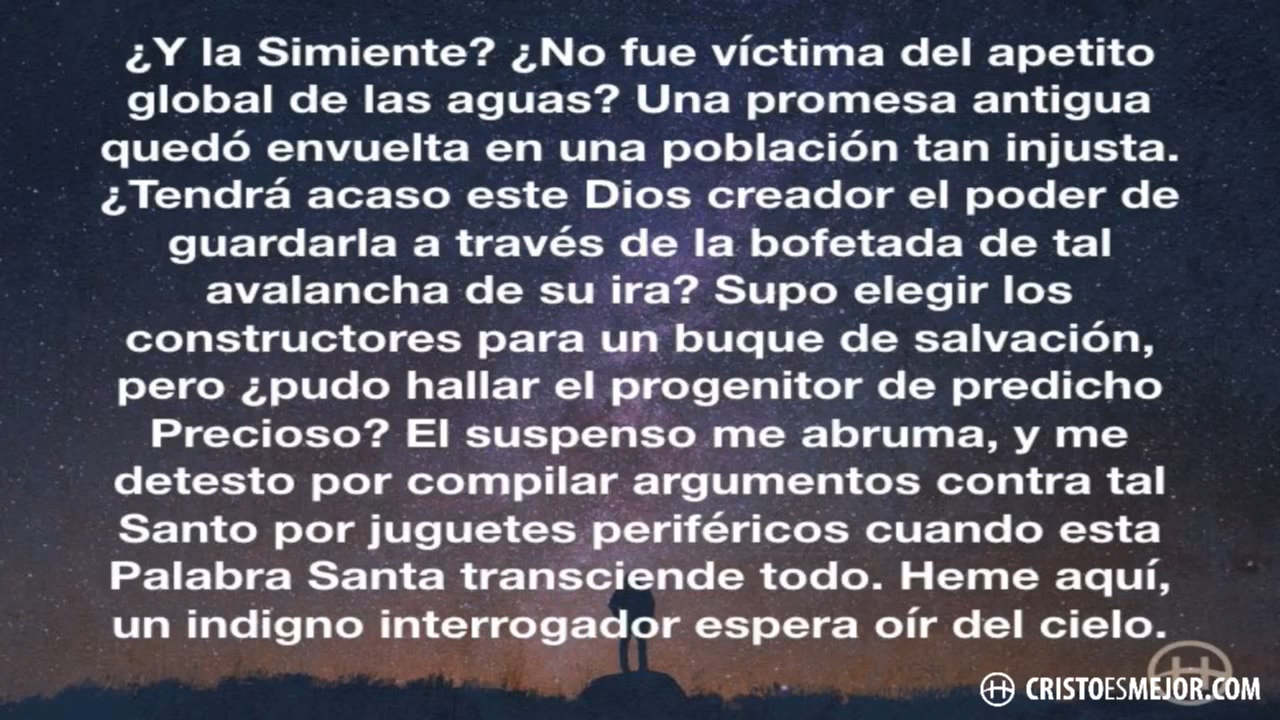 ¿Y la Simiente? ¿No fue víctima del apetito
global de las aguas? Una promesa antigua
quedó envuelta en una población tan injusta.
¿Tendrá acaso este Dios creador el poder de
guardarla a través de la bofetada de tal
avalancha de su ira? Supo elegir los
constructores para un buque de salvación,
pero ¿pudo hallar el progenitor de predicho
Precioso? El suspenso me abruma, y me
detesto por compilar argumentos contra tal
Santo por juguetes periféricos cuando esta
Palabra Santa transciende todo. Heme aquí,
un indigno interrogador espera oír del cielo.
CRISTOESMEJOR.COM